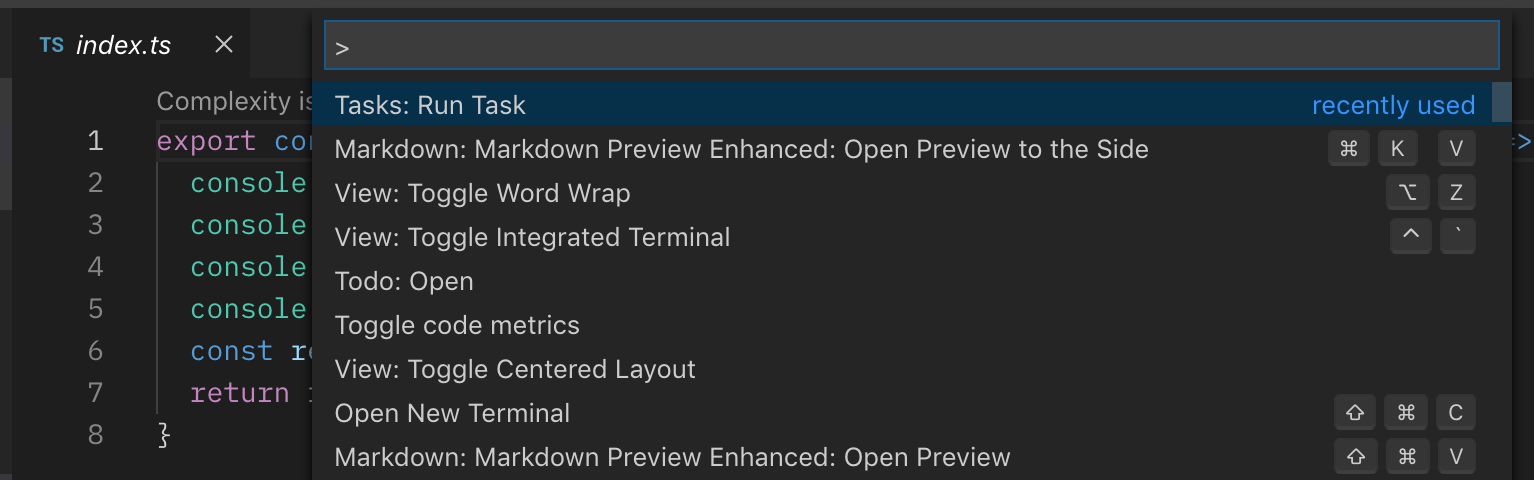 TS index.ts
>
Complexity is
Tasks: Run Task recently used
1 export
Markdown: Markdown Preview Enhanced: Open Preview to the Side ⌘ K V
2 console
View: Toggle Word Wrap ⌥ Z
3 console
View: Toggle Integrated Terminal ^ `
4 console
Todo: Open
5 console
Toggle code metrics
6 const
View: Toggle Centered Layout
7 return
Open New Terminal ⇧ ⌘ C
8 }
Markdown: Markdown Preview Enhanced: Open Preview ⇧ ⌘ V